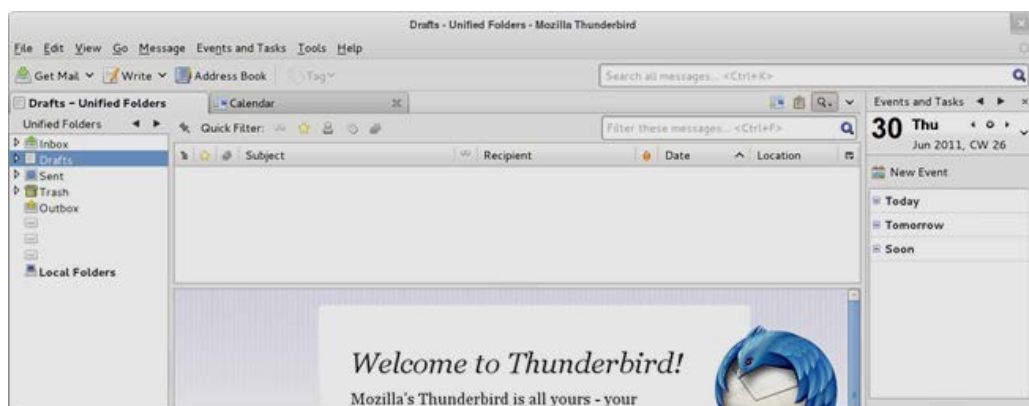 Drafts - Unified Folders - Mozilla Thunderbird
File Edit View Go Message Events and Tasks Tools Help
Get Mail Write Address Book Tag
Search all messages... <Ctrl+K>
Drafts - Unified Folders
Calendar
Events and Tasks
Unified Folders
Quick Filter:
Filter these messages... <Ctrl+F>
30 Thu
Jun 2011, CW 26
Inbox
Drafts
Sent
Trash
Outbox
Local Folders
Subject Recipient Date Location
New Event
Today
Tomorrow
Soon
Welcome to Thunderbird!
Mozilla's Thunderbird is all yours - your